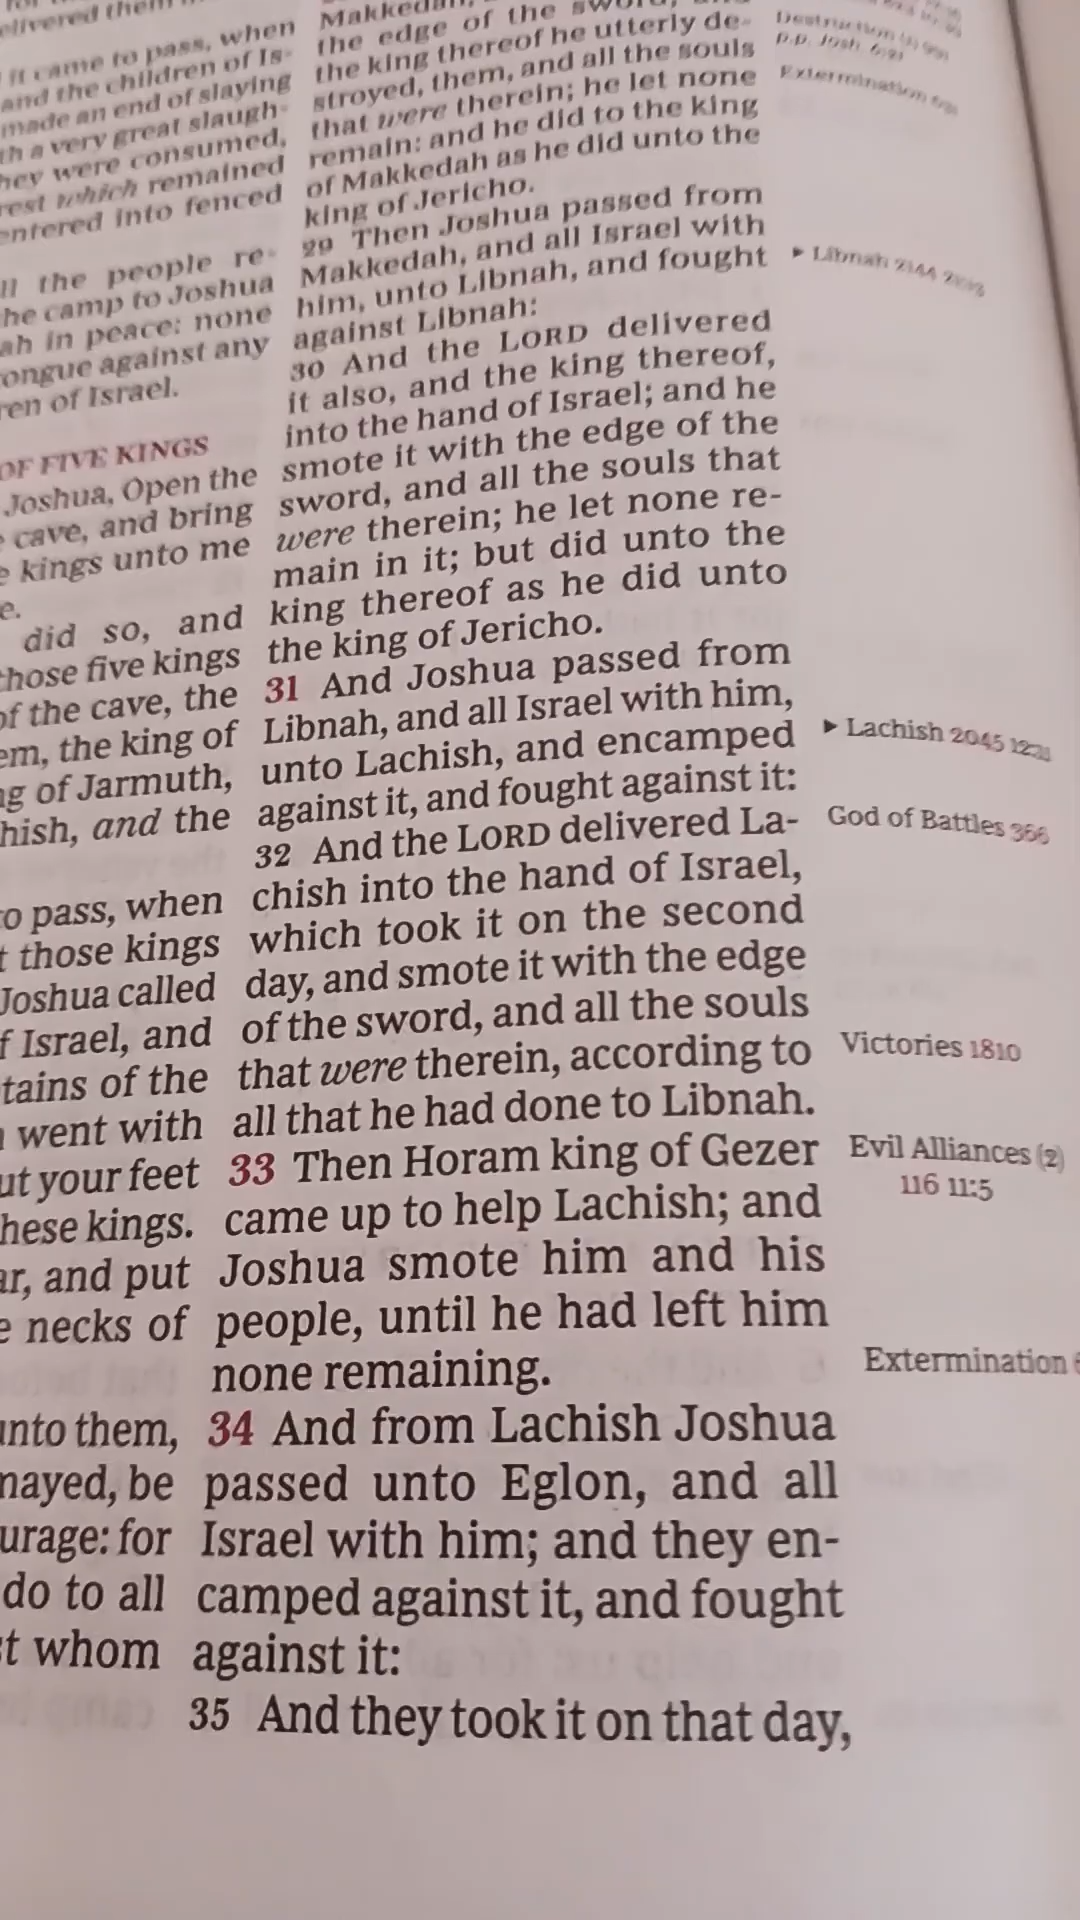 elivered them
it came to pass, when
and the children of Is-
made an end of slaying
th a very great slaugh-
hey were consumed,
rest which remained
entered into fenced
ll the people re-
he camp to Joshua
ah in peace: none
ongue against any
ren of Israel.
OF FIVE KINGS
Joshua, Open the
cave, and bring
e kings unto me
e.
did so, and
those five kings
of the cave, the
em, the king of
ng of Jarmuth,
hish, and the
to pass, when
t those kings
Joshua called
f Israel, and
tains of the
went with
ut your feet
hese kings.
ar, and put
e necks of
unto them,
mayed, be
urage: for
do to all
st whom
Makkedah,
the edge of the sword, and
the king thereof he utterly de-
stroyed, them, and all the souls
that were therein; he let none
remain: and he did to the king
of Makkedah as he did unto the
king of Jericho.
29 Then Joshua passed from
Makkedah, and all Israel with
him, unto Libnah, and fought
against Libnah:
30 And the LORD delivered
it also, and the king thereof,
into the hand of Israel; and he
smote it with the edge of the
sword, and all the souls that
were therein; he let none re-
main in it; but did unto the
king thereof as he did unto
the king of Jericho.
31 And Joshua passed from
Libnah, and all Israel with him,
unto Lachish, and encamped
against it, and fought against it:
32 And the LORD delivered La-
chish into the hand of Israel,
which took it on the second
day, and smote it with the edge
of the sword, and all the souls
that were therein, according to
all that he had done to Libnah.
33 Then Horam king of Gezer
came up to help Lachish; and
Joshua smote him and his
people, until he had left him
none remaining.
34 And from Lachish Joshua
passed unto Eglon, and all
Israel with him; and they en-
camped against it, and fought
against it:
35 And they took it on that day,
Destruction
p.p. Josh. 6:21
Extermination
▸ Libnah 2144
▸ Lachish 2045
God of Battles 366
Victories 1810
Evil Alliances (2)
116 11:5
Extermination